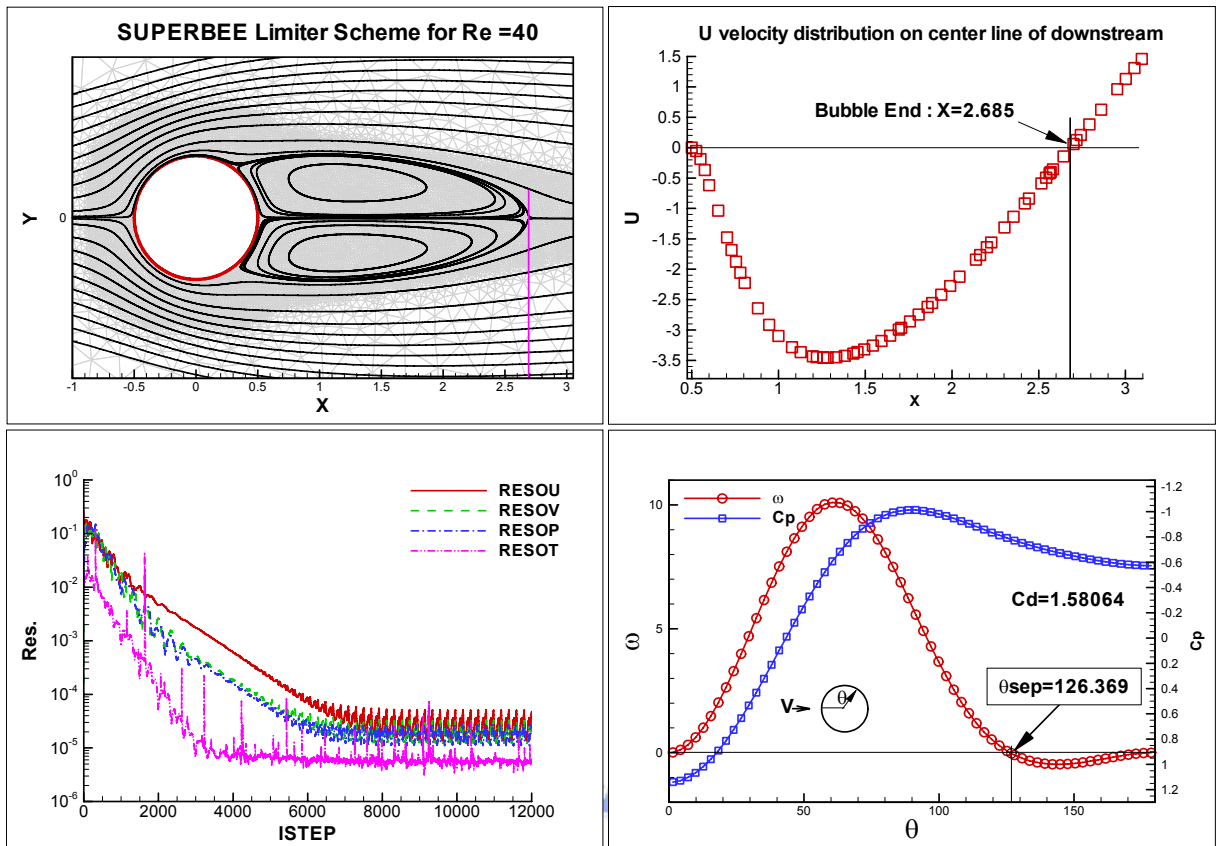 SUPERBEE Limiter Scheme for Re =40
Y
0
-1 -0.5 0 0.5 1 1.5 2 2.5 3
X
U velocity distribution on center line of downstream
1.5
1
0.5
0
-0.5
-1
-1.5
-2
-2.5
-3
-3.5
U
Bubble End : X=2.685
0.5 1 1.5 2 2.5 3
X
10^0
10^-1
10^-2
10^-3
10^-4
10^-5
10^-6
Res.
RESOU
RESOV
RESOP
RESOT
0 2000 4000 6000 8000 10000 12000
ISTEP
10
5
0
ω
ω
Cp
Cd=1.58064
θsep=126.369
V
θ
-1.2
-1
-0.8
-0.6
-0.4
-0.2
0
0.2
0.4
0.6
0.8
1
1.2
Cp
0 50 100 150
θ